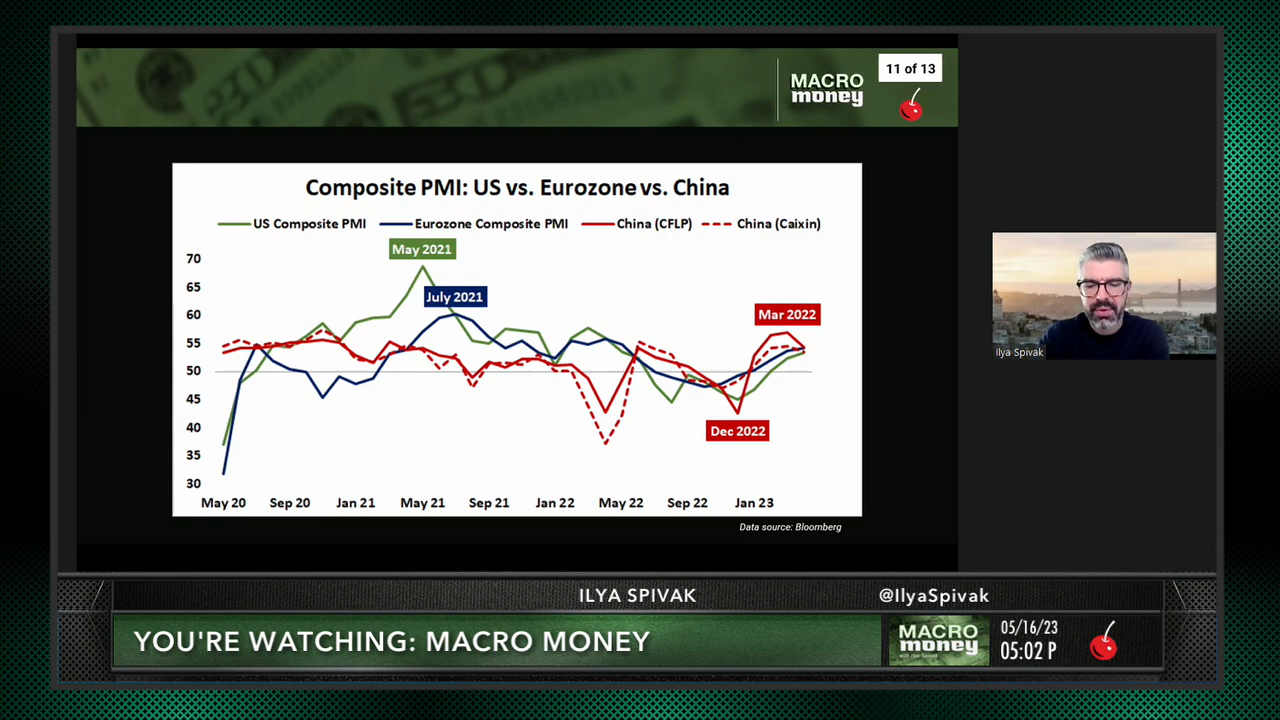 11 of 13
MACRO
money
Composite PMI: US vs. Eurozone vs. China
US Composite PMI
Eurozone Composite PMI
China (CFLP)
China (Caixin)
May 2021
July 2021
Mar 2022
Dec 2022
70
65
60
55
50
45
40
35
30
May 20
Sep 20
Jan 21
May 21
Sep 21
Jan 22
May 22
Sep 22
Jan 23
Data source: Bloomberg
Ilya Spivak
ILYA SPIVAK
@IlyaSpivak
YOU'RE WATCHING: MACRO MONEY
MACRO
money
with Ilya Spivak
05/16/23
05:02 P